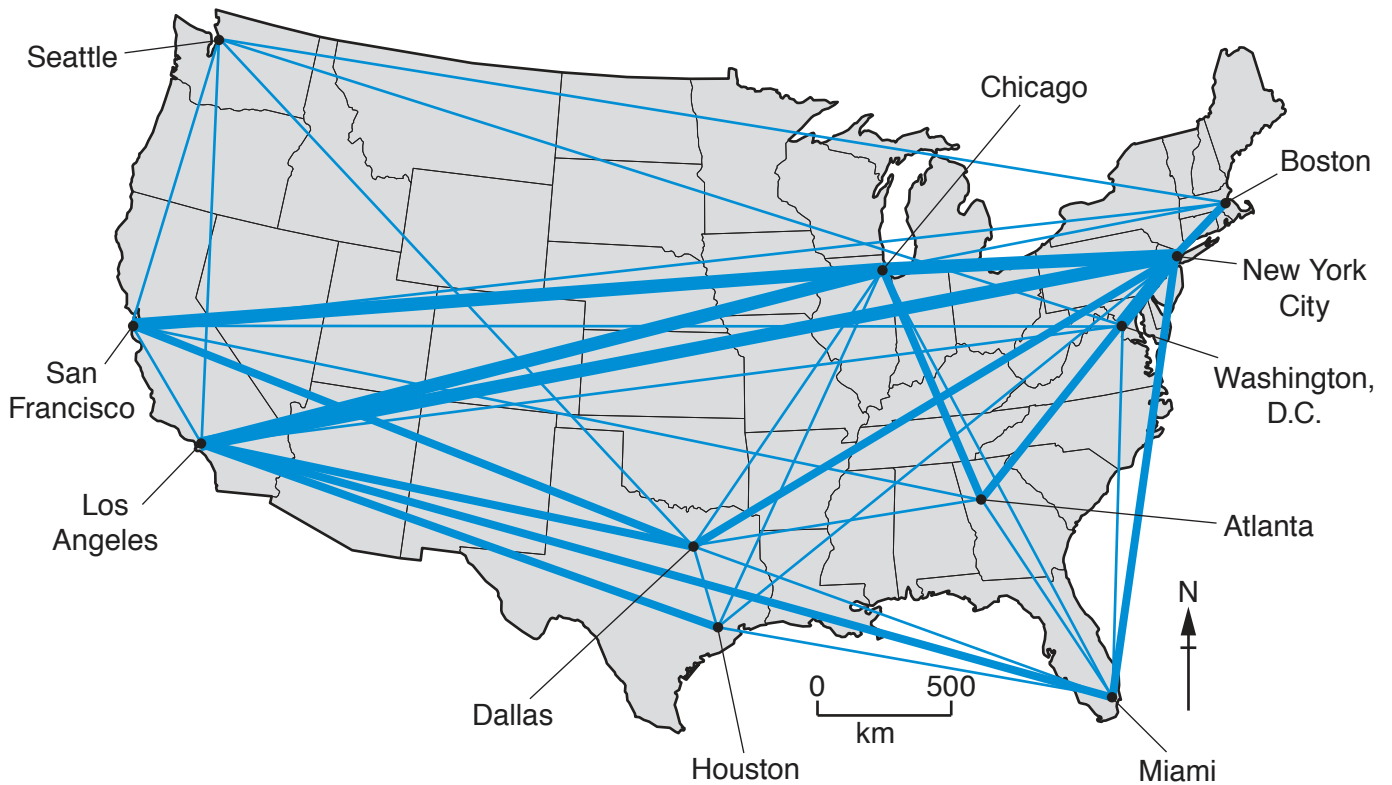 Seattle
Chicago
Boston
New York
City
San
Francisco
Washington,
D.C.
Los
Angeles
Atlanta
N
0 500
km
Dallas
Houston
Miami